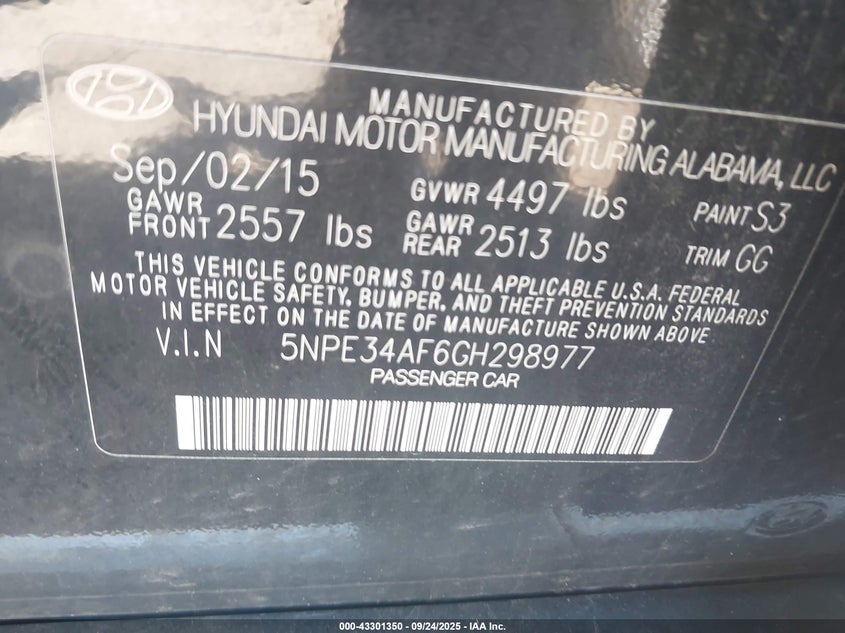 MANUFACTURED BY
HYUNDAI MOTOR MANUFACTURING ALABAMA, LLC
Sep/02/15 GVWR 4497 lbs PAINT S3
GAWR FRONT 2557 lbs GAWR REAR 2513 lbs TRIM GG
THIS VEHICLE CONFORMS TO ALL APPLICABLE U.S.A. FEDERAL
MOTOR VEHICLE SAFETY, BUMPER, AND THEFT PREVENTION STANDARDS
IN EFFECT ON THE DATE OF MANUFACTURE SHOWN ABOVE
V.I.N 5NPE34AF6GH298977
PASSENGER CAR
000-43301350 - 09/24/2025 - IAA Inc.